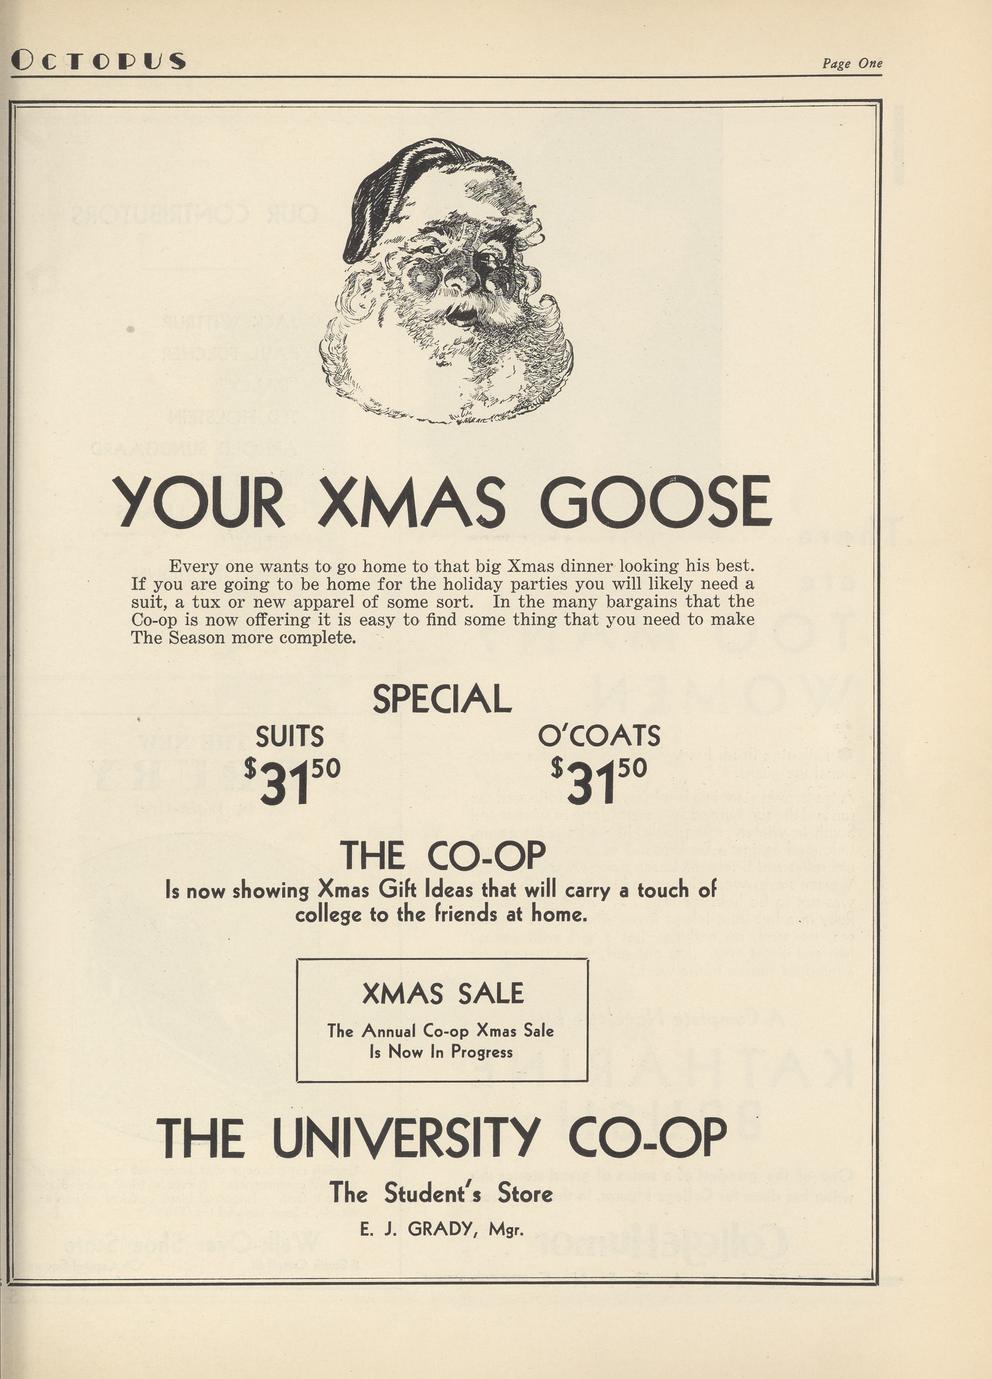 OCTOPUS
Page One
YOUR XMAS GOOSE
Every one wants to go home to that big Xmas dinner looking his best.
If you are going to be home for the holiday parties you will likely need a
suit, a tux or new apparel of some sort. In the many bargains that the
Co-op is now offering it is easy to find some thing that you need to make
The Season more complete.
SPECIAL
SUITS O'COATS
$31 50 $31 50
THE CO-OP
Is now showing Xmas Gift Ideas that will carry a touch of
college to the friends at home.
XMAS SALE
The Annual Co-op Xmas Sale
Is Now In Progress
THE UNIVERSITY CO-OP
The Student's Store
E. J. GRADY, Mgr.